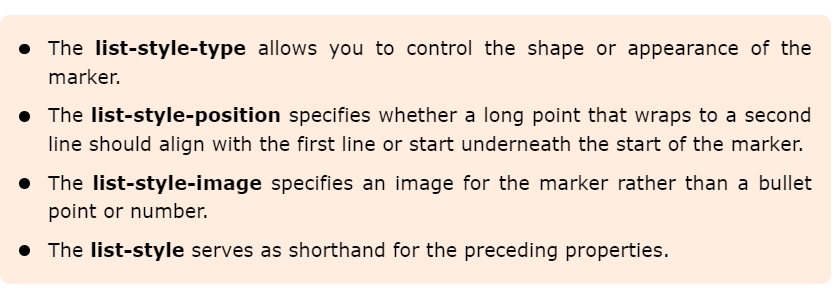 The list-style-type allows you to control the shape or appearance of the
marker.
The list-style-position specifies whether a long point that wraps to a second
line should align with the first line or start underneath the start of the marker.
The list-style-image specifies an image for the marker rather than a bullet
point or number.
The list-style serves as shorthand for the preceding properties.